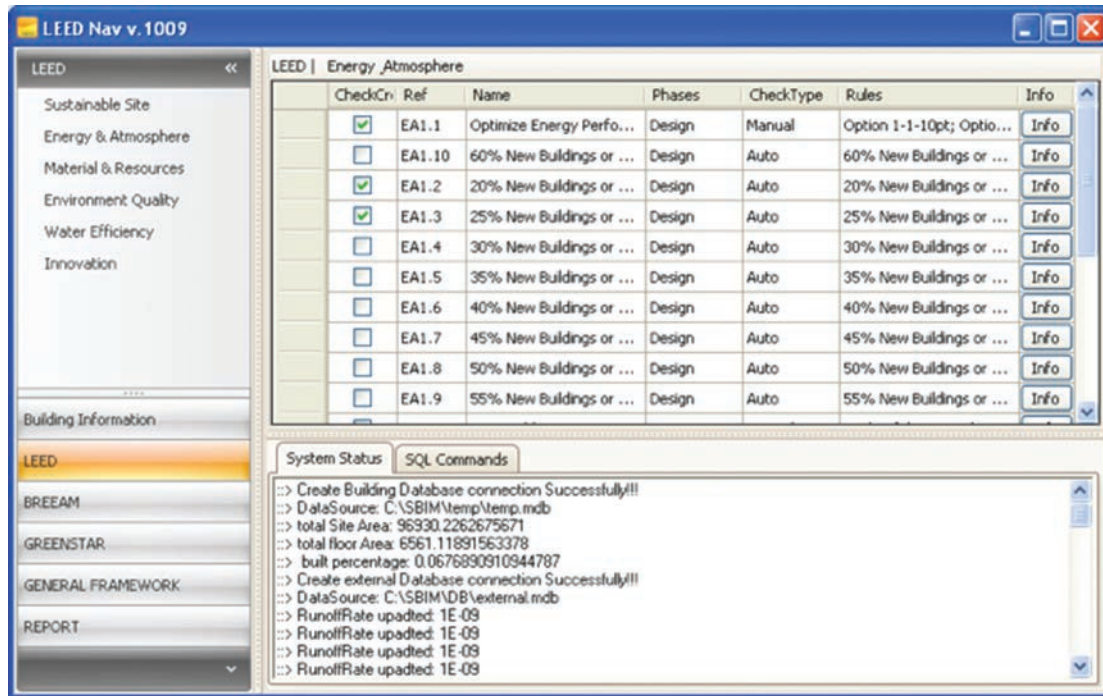 LEED Nav v.1009
LEED «
Sustainable Site
Energy & Atmosphere
Material & Resources
Environment Quality
Water Efficiency
Innovation
Building Information
LEED
BREEAM
GREENSTAR
GENERAL FRAMEWORK
REPORT
LEED | Energy _Atmosphere
CheckCr Ref Name Phases CheckType Rules Info
EA1.1 Optimize Energy Perfo... Design Manual Option 1-1-10pt; Optio... Info
EA1.10 60% New Buildings or ... Design Auto 60% New Buildings or ... Info
EA1.2 20% New Buildings or ... Design Auto 20% New Buildings or ... Info
EA1.3 25% New Buildings or ... Design Auto 25% New Buildings or ... Info
EA1.4 30% New Buildings or ... Design Auto 30% New Buildings or ... Info
EA1.5 35% New Buildings or ... Design Auto 35% New Buildings or ... Info
EA1.6 40% New Buildings or ... Design Auto 40% New Buildings or ... Info
EA1.7 45% New Buildings or ... Design Auto 45% New Buildings or ... Info
EA1.8 50% New Buildings or ... Design Auto 50% New Buildings or ... Info
EA1.9 55% New Buildings or ... Design Auto 55% New Buildings or ... Info
System Status SQL Commands
::> Create Building Database connection Successfully!!!
::> DataSource: C:\SBIM\temp\temp.mdb
::> total Site Area: 96930.2262675671
::> total floor Area: 6561.11891563378
::> built percentage: 0.0676890910944787
::> Create external Database connection Successfully!!!
::> DataSource: C:\SBIM\DB\external.mdb
::> RunoffRate upadted: 1E-09
::> RunoffRate upadted: 1E-09
::> RunoffRate upadted: 1E-09
::> RunoffRate upadted: 1E-09